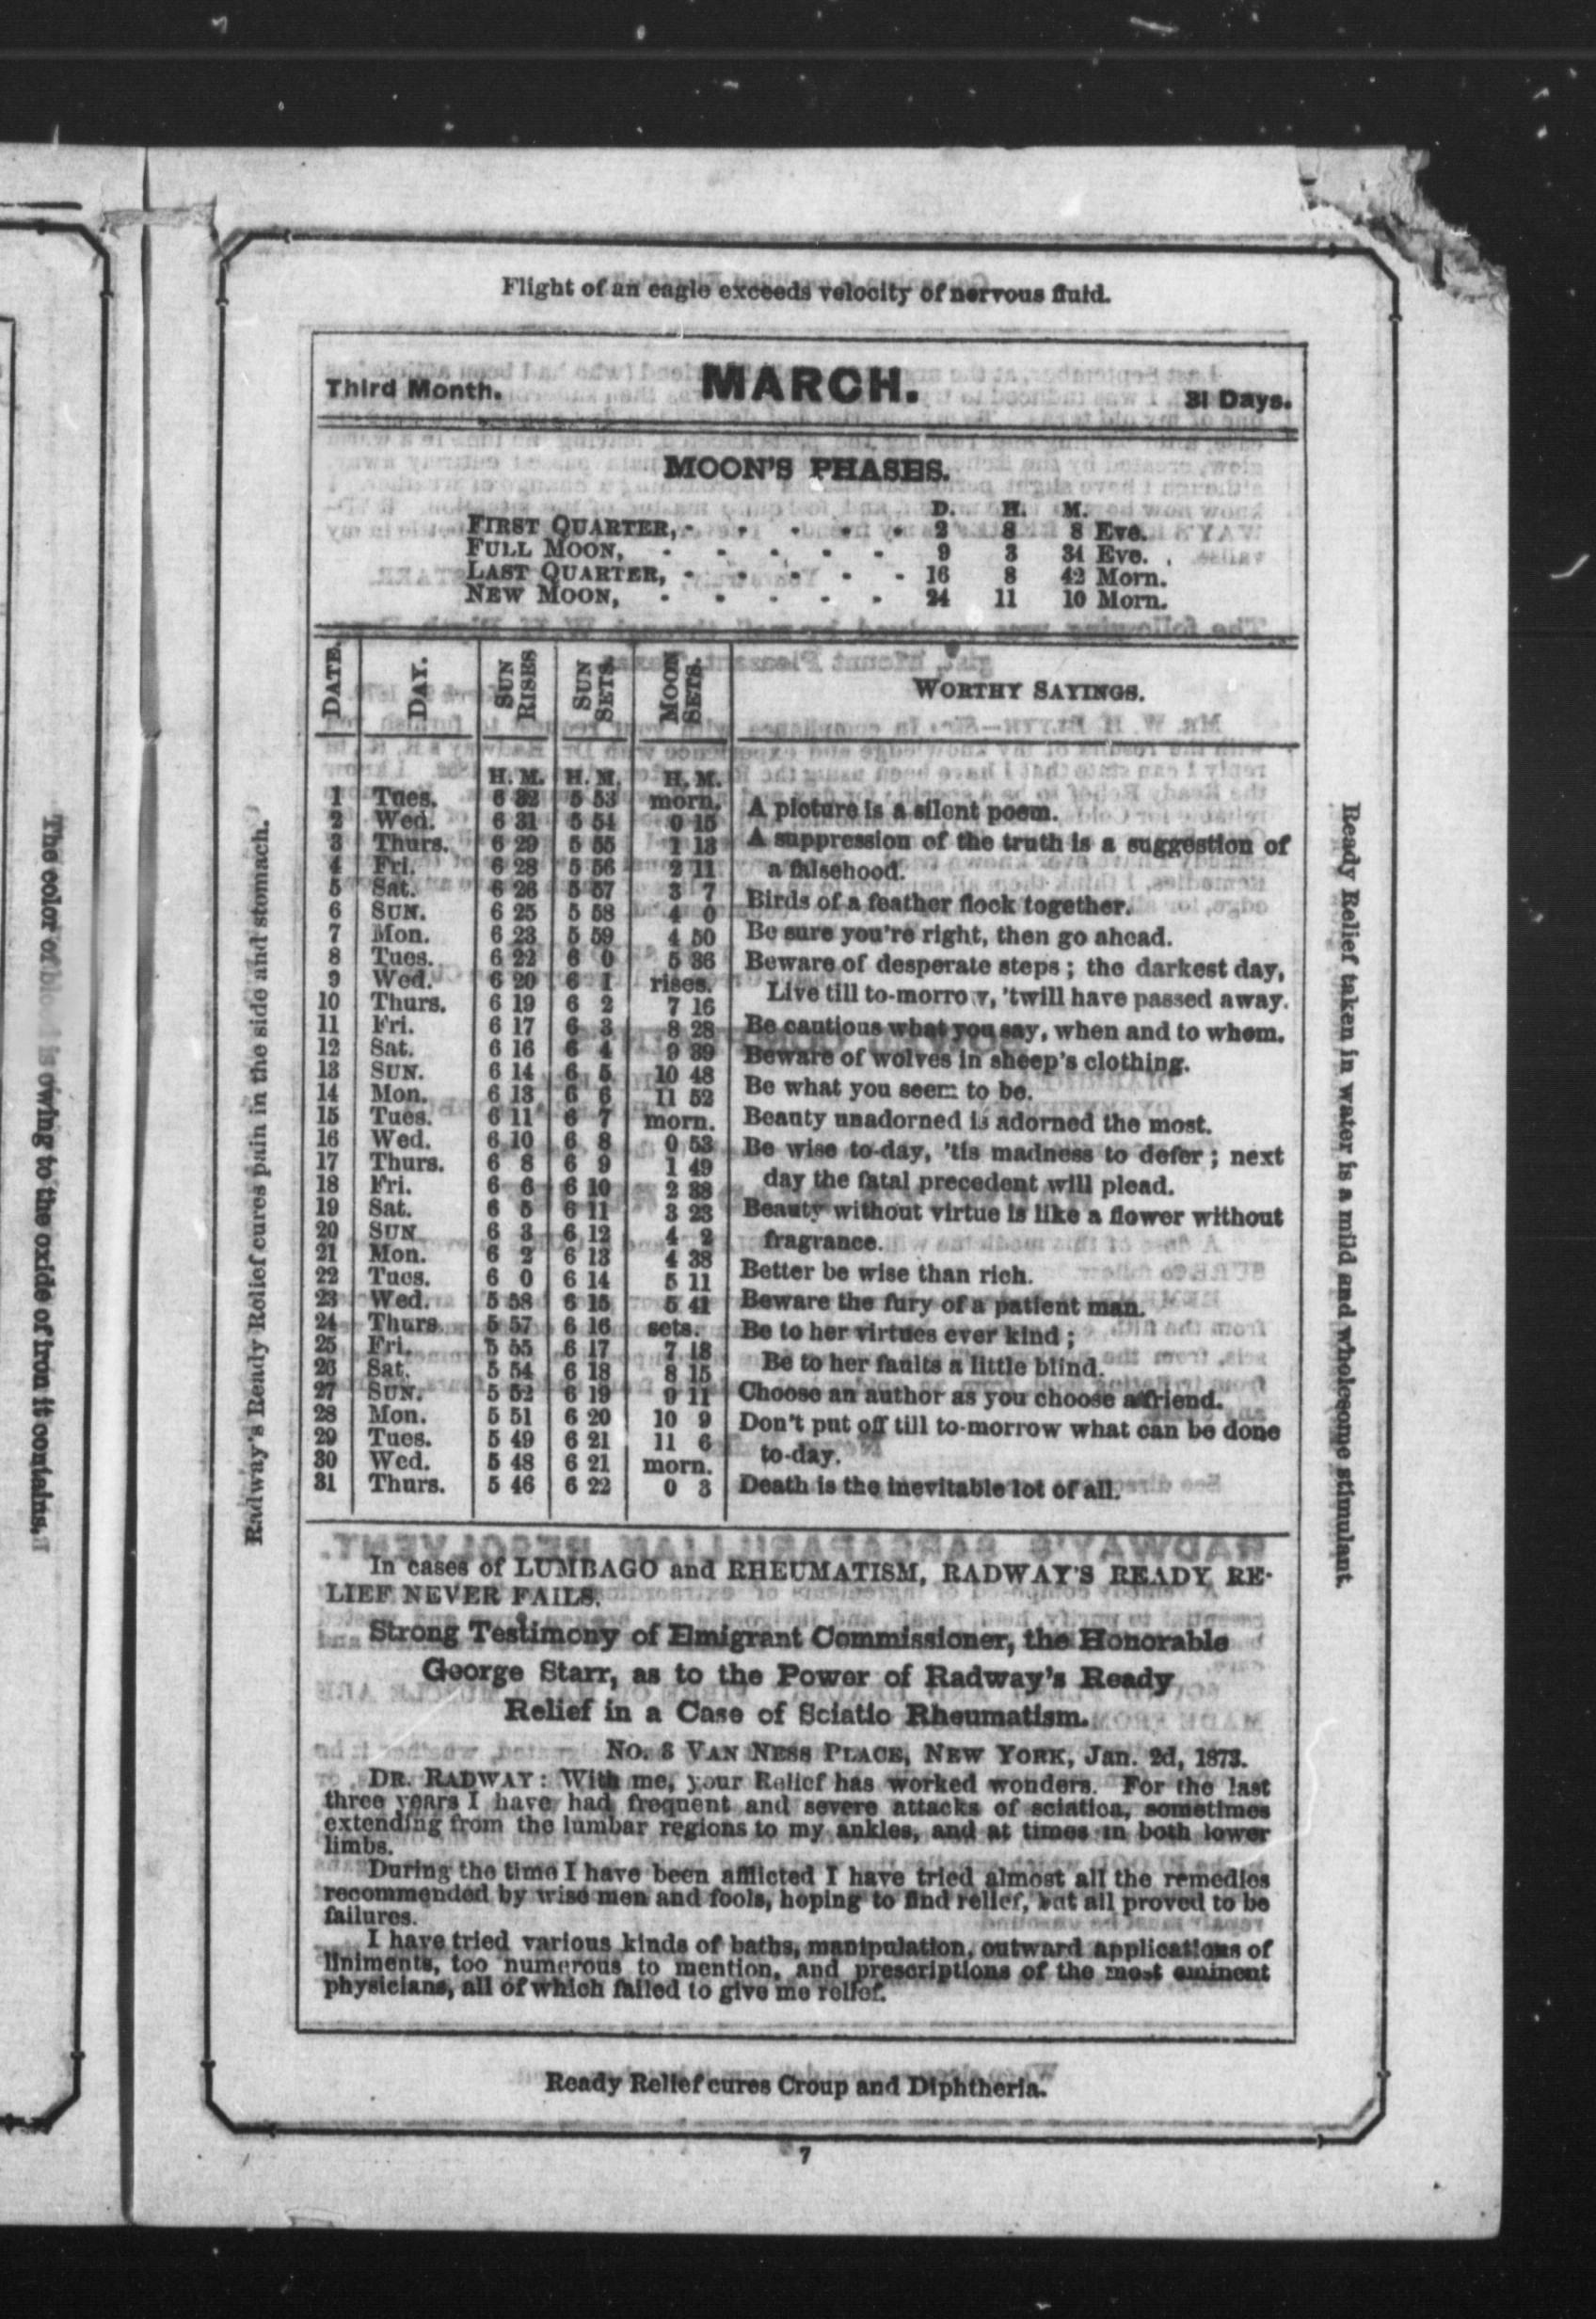 Flight of an eagle exceeds velocity of nervous fluid.
Third Month. MARCH. 31 Days.
MOON'S PHASES.
D. H. M.
FIRST QUARTER, - - - - - 2 8 8 Eve.
FULL MOON, - - - - - 9 3 34 Eve.
LAST QUARTER, - - - - - 16 8 42 Morn.
NEW MOON, - - - - - 24 11 10 Morn.
DATE. DAY. SUN RISES SUN SETS. MOON SETS. WORTHY SAYINGS.
H. M. H. M. H. M.
1 Tues. 6 32 5 53 morn.
2 Wed. 6 31 5 54 0 15
3 Thurs. 6 29 5 55 1 13
4 Fri. 6 28 5 56 2 11
5 Sat. 6 26 5 57 3 7
6 SUN. 6 25 5 58 4 0
7 Mon. 6 23 5 59 4 50
8 Tues. 6 22 6 0 5 36
9 Wed. 6 20 6 1 rises.
10 Thurs. 6 19 6 2 7 16
11 Fri. 6 17 6 3 8 28
12 Sat. 6 16 6 4 9 39
13 SUN. 6 14 6 5 10 48
14 Mon. 6 13 6 6 11 52
15 Tues. 6 11 6 7 morn.
16 Wed. 6 10 6 8 0 53
17 Thurs. 6 8 6 9 1 49
18 Fri. 6 6 6 10 2 38
19 Sat. 6 5 6 11 3 23
20 SUN 6 3 6 12 4 2
21 Mon. 6 2 6 13 4 38
22 Tues. 6 0 6 14 5 11
23 Wed. 5 58 6 15 5 41
24 Thurs 5 57 6 16 sets.
25 Fri. 5 55 6 17 7 18
26 Sat. 5 54 6 18 8 15
27 SUN. 5 52 6 19 9 11
28 Mon. 5 51 6 20 10 9
29 Tues. 5 49 6 21 11 6
30 Wed. 5 48 6 21 morn.
31 Thurs. 5 46 6 22 0 3
A picture is a silent poem.
A suppression of the truth is a suggestion of
a falsehood.
Birds of a feather flock together.
Be sure you're right, then go ahead.
Beware of desperate steps; the darkest day,
Live till to-morrow, 'twill have passed away.
Be cautious what you say, when and to whom.
Beware of wolves in sheep's clothing.
Be what you seem to be.
Beauty unadorned is adorned the most.
Be wise to-day, 'tis madness to defer; next
day the fatal precedent will plead.
Beauty without virtue is like a flower without
fragrance.
Better be wise than rich.
Beware the fury of a patient man.
Be to her virtues ever kind;
Be to her faults a little blind.
Choose an author as you choose a friend.
Don't put off till to-morrow what can be done
to-day.
Death is the inevitable lot of all.
In cases of LUMBAGO and RHEUMATISM, RADWAY'S READY RE-
LIEF NEVER FAILS.
Strong Testimony of Emigrant Commissioner, the Honorable
George Starr, as to the Power of Radway's Ready
Relief in a Case of Sciatic Rheumatism.
No. 3 VAN NESS PLACE, NEW YORK, Jan. 2d, 1873.
DR. RADWAY: With me, your Relief has worked wonders. For the last
three years I have had frequent and severe attacks of sciatica, sometimes
extending from the lumbar regions to my ankles, and at times in both lower
limbs.
During the time I have been afflicted I have tried almost all the remedies
recommended by wise men and fools, hoping to find relief, but all proved to be
failures.
I have tried various kinds of baths, manipulation, outward applications of
liniments, too numerous to mention, and prescriptions of the most eminent
physicians, all of which failed to give me relief.
Ready Relief cures Croup and Diphtheria.
7
Radway's Ready Relief cures pain in the side and stomach.
Ready Relief taken in water is a mild and wholesome stimulant.
The color of blood is owing to the oxide of iron it contains.